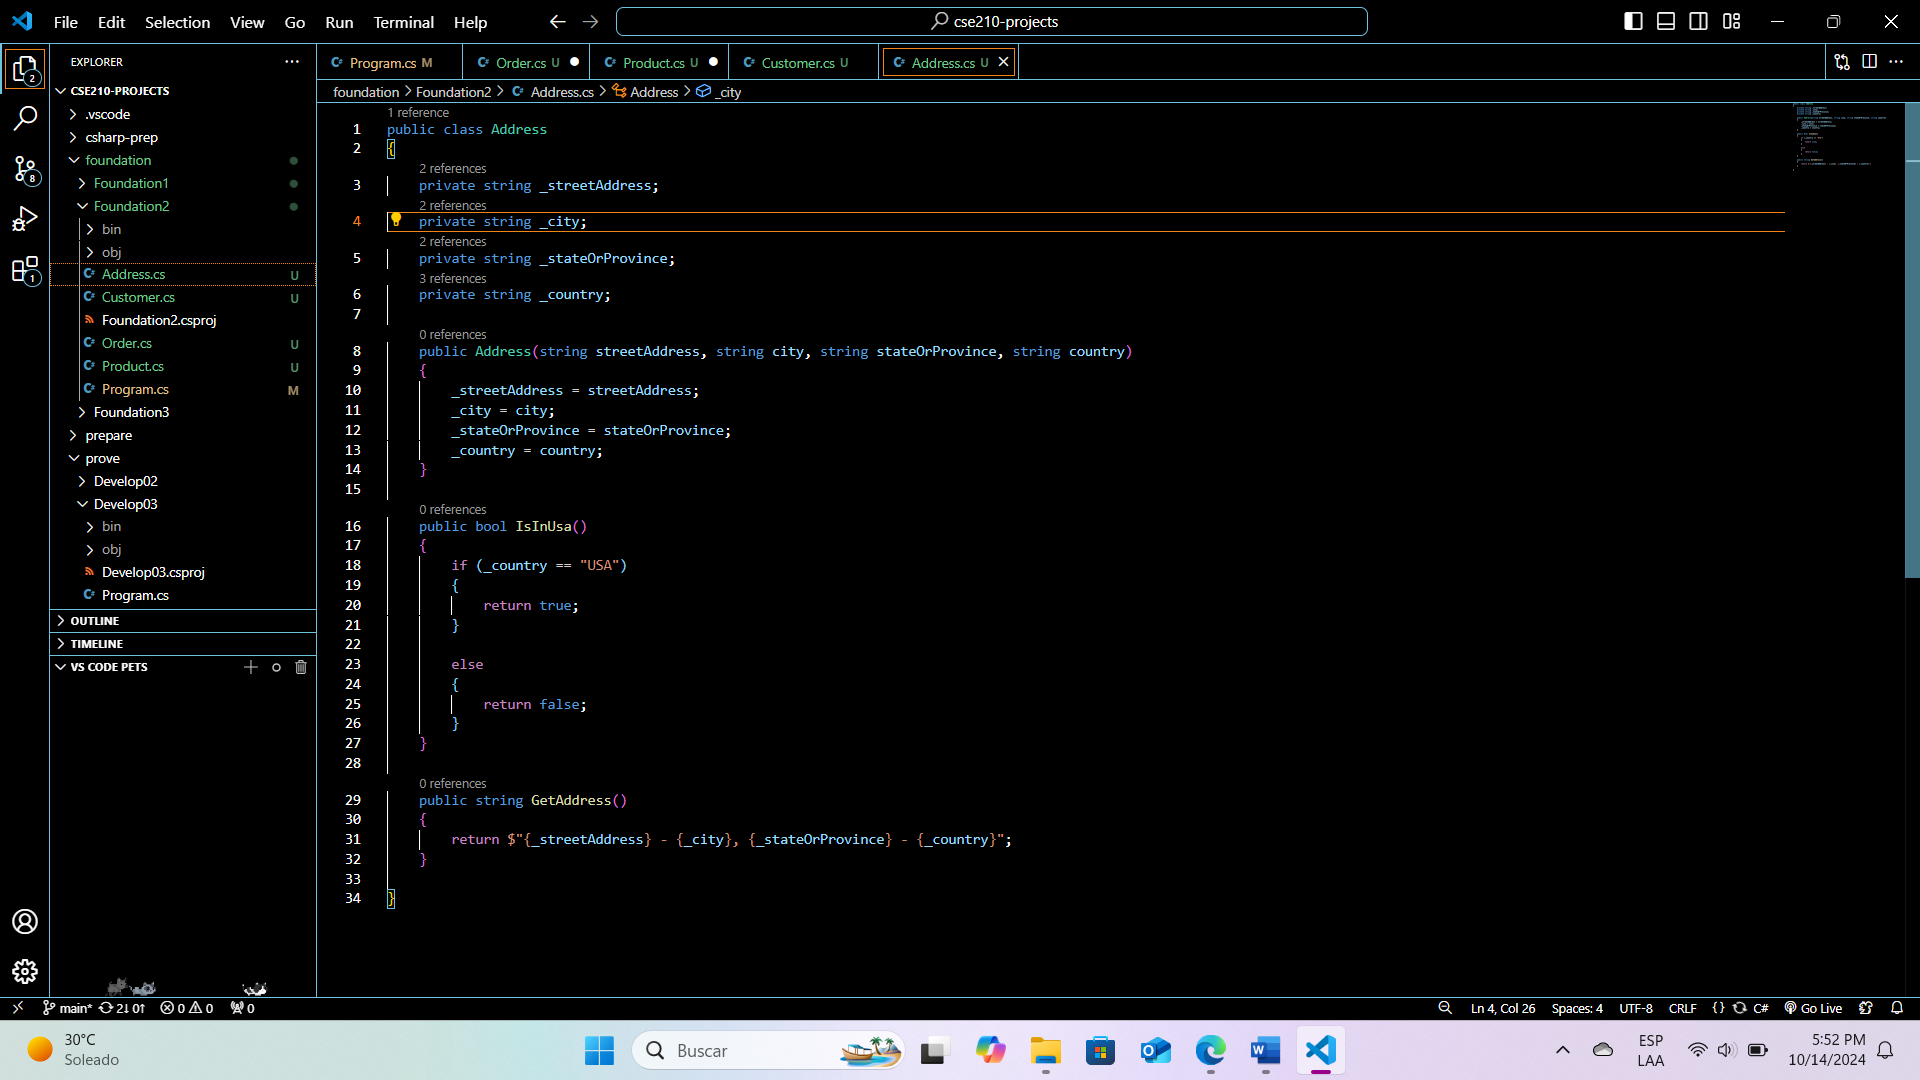 File Edit Selection View Go Run Terminal Help
cse210-projects
EXPLORER
CSE210-PROJECTS
.vscode
csharp-prep
foundation
Foundation1
Foundation2
bin
obj
Address.cs U
Customer.cs U
Foundation2.csproj
Order.cs U
Product.cs U
Program.cs M
Foundation3
prepare
prove
Develop02
Develop03
bin
obj
Develop03.csproj
Program.cs
OUTLINE
TIMELINE
VS CODE PETS
2
8
1
Program.cs M Order.cs U Product.cs U Customer.cs U Address.cs U
foundation > Foundation2 > Address.cs > Address > _city
1 reference
1 public class Address
2 {
2 references
3 private string _streetAddress;
2 references
4 private string _city;
2 references
5 private string _stateOrProvince;
3 references
6 private string _country;
7
0 references
8 public Address(string streetAddress, string city, string stateOrProvince, string country)
9 {
10 _streetAddress = streetAddress;
11 _city = city;
12 _stateOrProvince = stateOrProvince;
13 _country = country;
14 }
15
0 references
16 public bool IsInUsa()
17 {
18 if (_country == "USA")
19 {
20 return true;
21 }
22
23 else
24 {
25 return false;
26 }
27 }
28
0 references
29 public string GetAddress()
30 {
31 return $"{_streetAddress} - {_city}, {_stateOrProvince} - {_country}";
32 }
33
34 }
main* 2↓ 0↑ 0 0 0
Ln 4, Col 26 Spaces: 4 UTF-8 CRLF {} C# Go Live
30°C
Soleado
Buscar
ESP
LAA
5:52 PM
10/14/2024